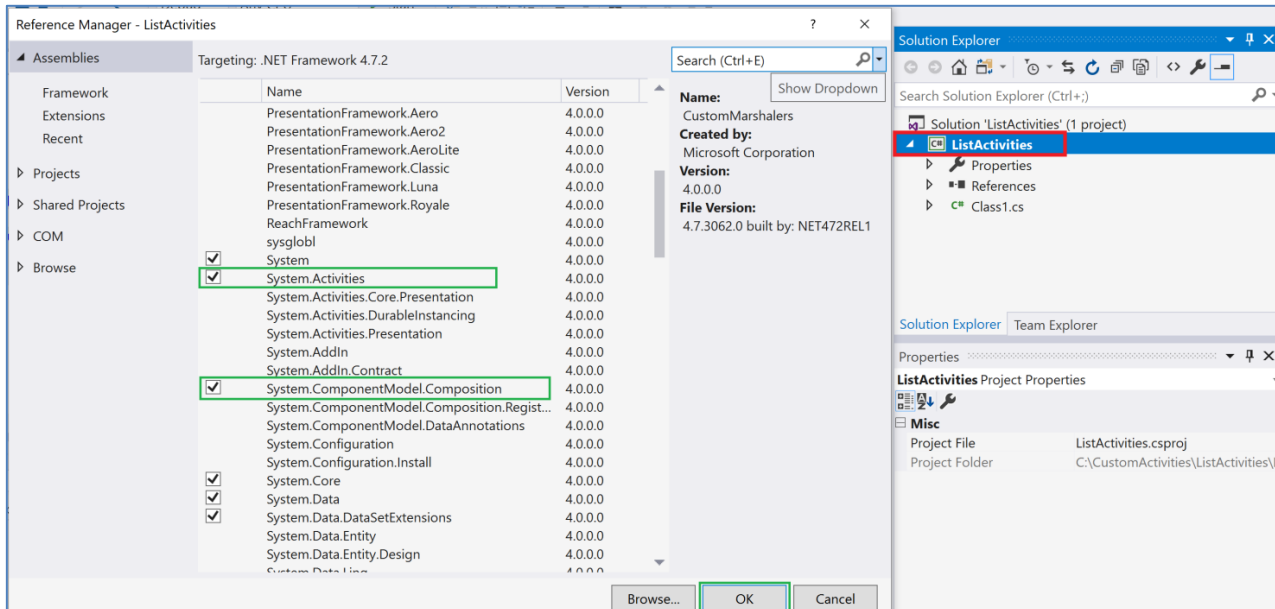 Reference Manager - ListActivities
?
Assemblies
Framework
Extensions
Recent
Projects
Shared Projects
COM
Browse
Targeting: .NET Framework 4.7.2
Name Version
PresentationFramework.Aero 4.0.0.0
PresentationFramework.Aero2 4.0.0.0
PresentationFramework.AeroLite 4.0.0.0
PresentationFramework.Classic 4.0.0.0
PresentationFramework.Luna 4.0.0.0
PresentationFramework.Royale 4.0.0.0
ReachFramework 4.0.0.0
sysglobl 4.0.0.0
System 4.0.0.0
System.Activities 4.0.0.0
System.Activities.Core.Presentation 4.0.0.0
System.Activities.DurableInstancing 4.0.0.0
System.Activities.Presentation 4.0.0.0
System.AddIn 4.0.0.0
System.AddIn.Contract 4.0.0.0
System.ComponentModel.Composition 4.0.0.0
System.ComponentModel.Composition.Regist... 4.0.0.0
System.ComponentModel.DataAnnotations 4.0.0.0
System.Configuration 4.0.0.0
System.Configuration.Install 4.0.0.0
System.Core 4.0.0.0
System.Data 4.0.0.0
System.Data.DataSetExtensions 4.0.0.0
System.Data.Entity 4.0.0.0
System.Data.Entity.Design 4.0.0.0
System.Data.Linq 4.0.0.0
Search (Ctrl+E)
Show Dropdown
Name:
CustomMarshalers
Created by:
Microsoft Corporation
Version:
4.0.0.0
File Version:
4.7.3062.0 built by: NET472REL1
Browse... OK Cancel
Solution Explorer
Search Solution Explorer (Ctrl+;)
Solution 'ListActivities' (1 project)
C# ListActivities
Properties
References
C# Class1.cs
Solution Explorer Team Explorer
Properties
ListActivities Project Properties
Misc
Project File ListActivities.csproj
Project Folder C:\CustomActivities\ListActivities\